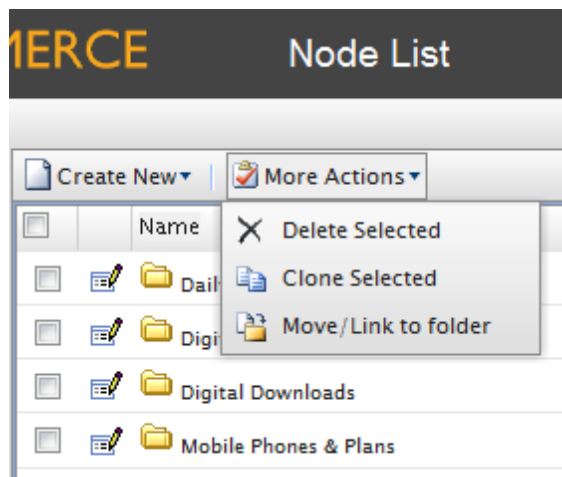 MERCE Node List
Create New More Actions
Name
Delete Selected
Clone Selected
Move/Link to folder
Digital Downloads
Mobile Phones & Plans